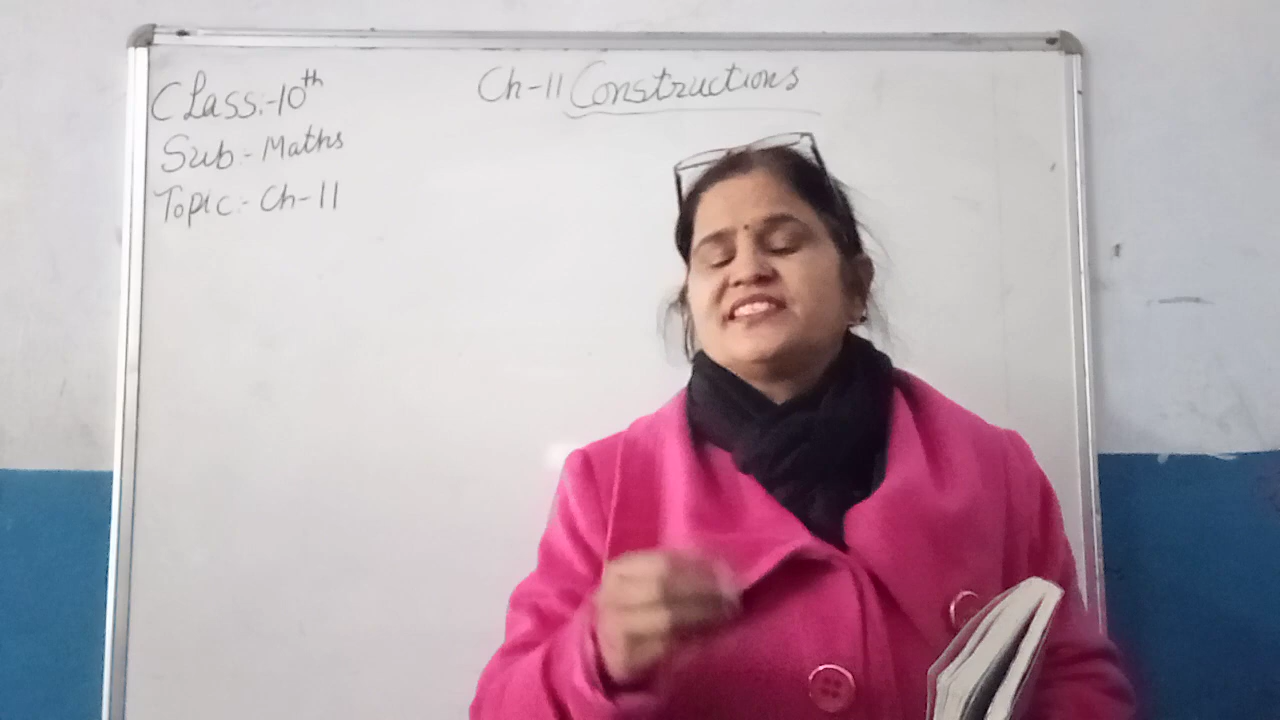 Class:-10th
Sub:- Maths
Topic:- Ch-11
Ch-11 Constructions